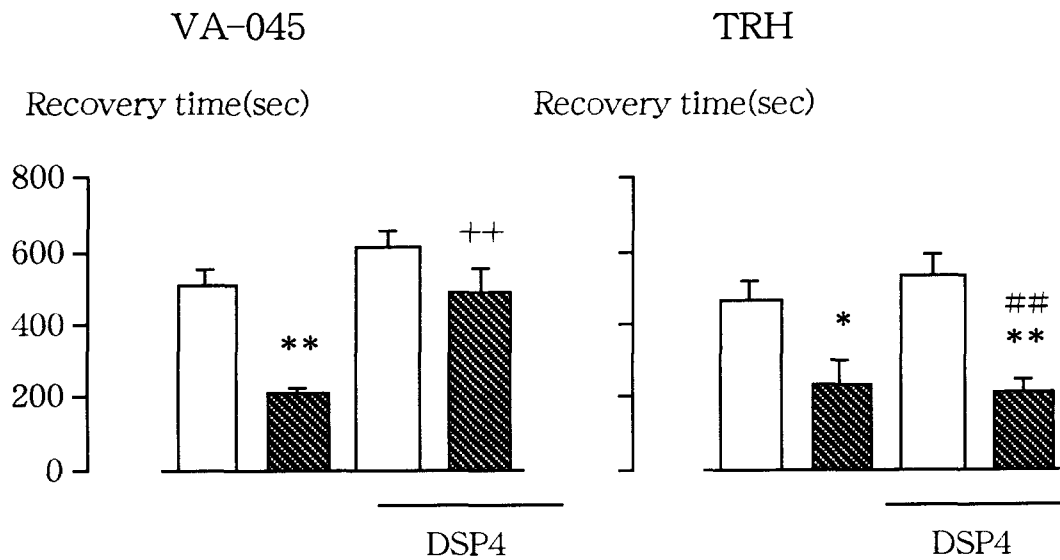 VA-045
TRH
Recovery time(sec)
Recovery time(sec)
800
600
400
200
0
**
++
*
##
**
DSP4
DSP4